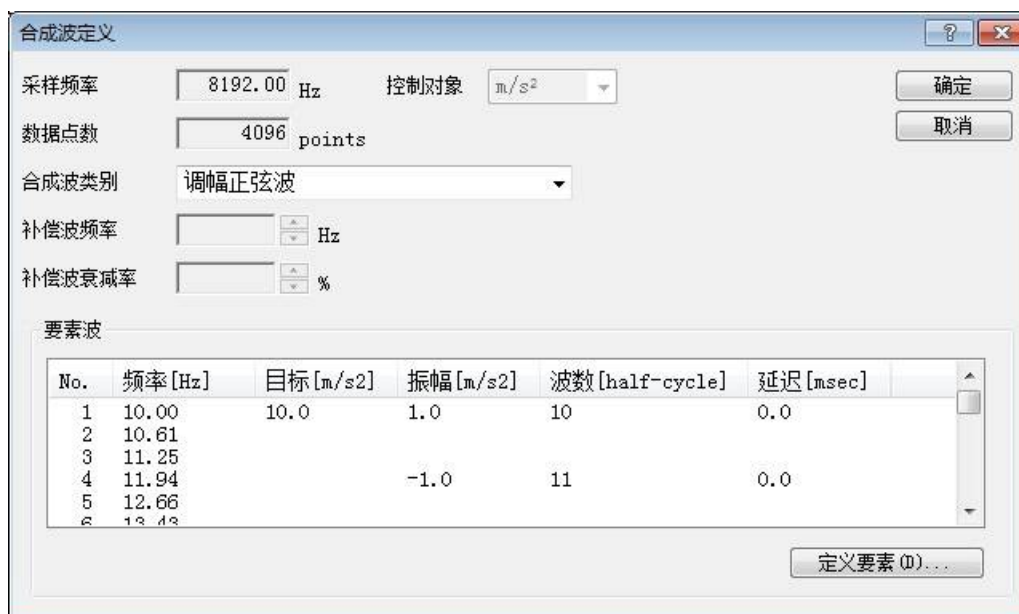 合成波定义
采样频率 8192.00 Hz 控制对象 m/s² 确定
数据点数 4096 points 取消
合成波类别 调幅正弦波
补偿波频率 Hz
补偿波衰减率 %
要素波
No. 频率[Hz] 目标[m/s2] 振幅[m/s2] 波数[half-cycle] 延迟[msec]
1 10.00 10.0 1.0 10 0.0
2 10.61
3 11.25
4 11.94 -1.0 11 0.0
5 12.66
6 13.43
定义要素(D)...